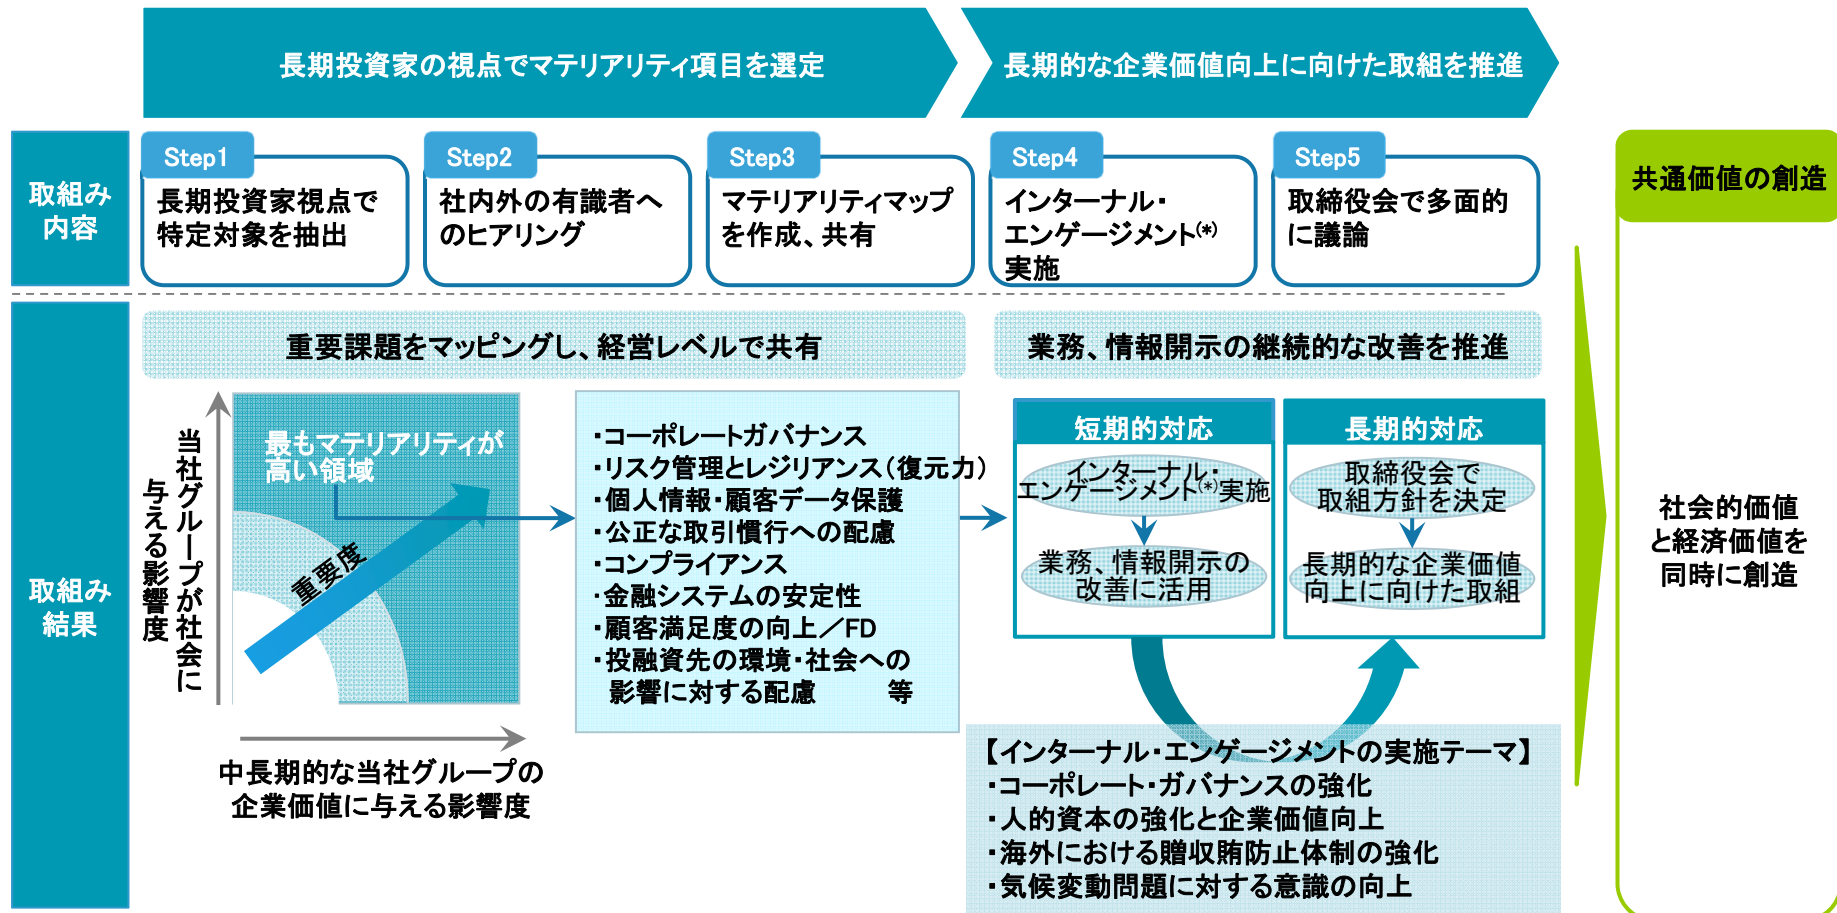 長期投資家の視点でマテリアリティ項目を選定
長期的な企業価値向上に向けた取組を推進
取組み
内容
Step1
長期投資家視点で
特定対象を抽出
Step2
社内外の有識者へ
のヒアリング
Step3
マテリアリティマップ
を作成、共有
Step4
インターナル・
エンゲージメント(*)
実施
Step5
取締役会で多面的
に議論
共通価値の創造
社会的価値
と経済価値を
同時に創造
取組み
結果
重要課題をマッピングし、経営レベルで共有
当社グループが社会に
与える影響度
最もマテリアリティが
高い領域
重要度
中長期的な当社グループの
企業価値に与える影響度
・コーポレートガバナンス
・リスク管理とレジリアンス(復元力)
・個人情報・顧客データ保護
・公正な取引慣行への配慮
・コンプライアンス
・金融システムの安定性
・顧客満足度の向上/FD
・投融資先の環境・社会への
影響に対する配慮 等
業務、情報開示の継続的な改善を推進
短期的対応
インターナル・
エンゲージメント(*)実施
業務、情報開示の
改善に活用
長期的対応
取締役会で
取組方針を決定
長期的な企業価値
向上に向けた取組
【インターナル・エンゲージメントの実施テーマ】
・コーポレート・ガバナンスの強化
・人的資本の強化と企業価値向上
・海外における贈収賄防止体制の強化
・気候変動問題に対する意識の向上